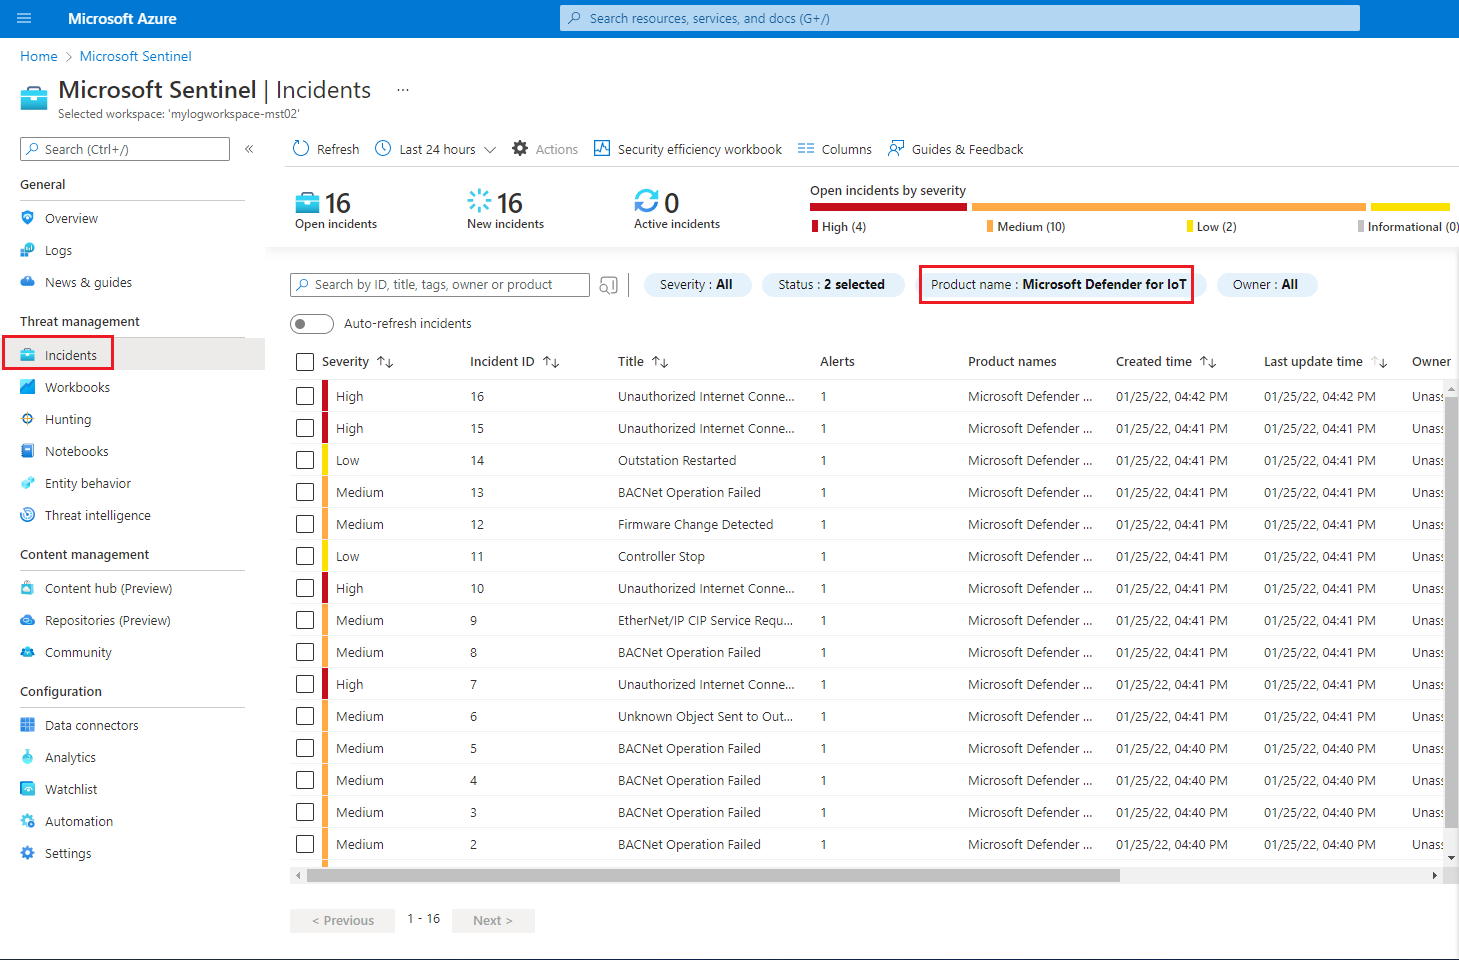 Microsoft Azure
Search resources, services, and docs (G+/)
Home > Microsoft Sentinel
Microsoft Sentinel | Incidents ...
Selected workspace: 'mylogworkspace-mst02'
Search (Ctrl+/) «
General
Overview
Logs
News & guides
Threat management
Incidents
Workbooks
Hunting
Notebooks
Entity behavior
Threat intelligence
Content management
Content hub (Preview)
Repositories (Preview)
Community
Configuration
Data connectors
Analytics
Watchlist
Automation
Settings
Refresh Last 24 hours Actions Security efficiency workbook Columns Guides & Feedback
16 Open incidents
16 New incidents
0 Active incidents
Open incidents by severity
High (4) Medium (10) Low (2) Informational (0)
Search by ID, title, tags, owner or product Severity : All Status : 2 selected Product name : Microsoft Defender for IoT Owner : All
Auto-refresh incidents
Severity Incident ID Title Alerts Product names Created time Last update time Owner
High 16 Unauthorized Internet Conne... 1 Microsoft Defender ... 01/25/22, 04:42 PM 01/25/22, 04:42 PM Unas
High 15 Unauthorized Internet Conne... 1 Microsoft Defender ... 01/25/22, 04:41 PM 01/25/22, 04:41 PM Unas
Low 14 Outstation Restarted 1 Microsoft Defender ... 01/25/22, 04:41 PM 01/25/22, 04:41 PM Unas
Medium 13 BACNet Operation Failed 1 Microsoft Defender ... 01/25/22, 04:41 PM 01/25/22, 04:41 PM Unas
Medium 12 Firmware Change Detected 1 Microsoft Defender ... 01/25/22, 04:41 PM 01/25/22, 04:41 PM Unas
Low 11 Controller Stop 1 Microsoft Defender ... 01/25/22, 04:41 PM 01/25/22, 04:41 PM Unas
High 10 Unauthorized Internet Conne... 1 Microsoft Defender ... 01/25/22, 04:41 PM 01/25/22, 04:41 PM Unas
Medium 9 EtherNet/IP CIP Service Requ... 1 Microsoft Defender ... 01/25/22, 04:41 PM 01/25/22, 04:41 PM Unas
Medium 8 BACNet Operation Failed 1 Microsoft Defender ... 01/25/22, 04:41 PM 01/25/22, 04:41 PM Unas
High 7 Unauthorized Internet Conne... 1 Microsoft Defender ... 01/25/22, 04:41 PM 01/25/22, 04:41 PM Unas
Medium 6 Unknown Object Sent to Out... 1 Microsoft Defender ... 01/25/22, 04:41 PM 01/25/22, 04:41 PM Unas
Medium 5 BACNet Operation Failed 1 Microsoft Defender ... 01/25/22, 04:40 PM 01/25/22, 04:40 PM Unas
Medium 4 BACNet Operation Failed 1 Microsoft Defender ... 01/25/22, 04:40 PM 01/25/22, 04:40 PM Unas
Medium 3 BACNet Operation Failed 1 Microsoft Defender ... 01/25/22, 04:40 PM 01/25/22, 04:40 PM Unas
Medium 2 BACNet Operation Failed 1 Microsoft Defender ... 01/25/22, 04:40 PM 01/25/22, 04:40 PM Unas
< Previous 1 - 16 Next >